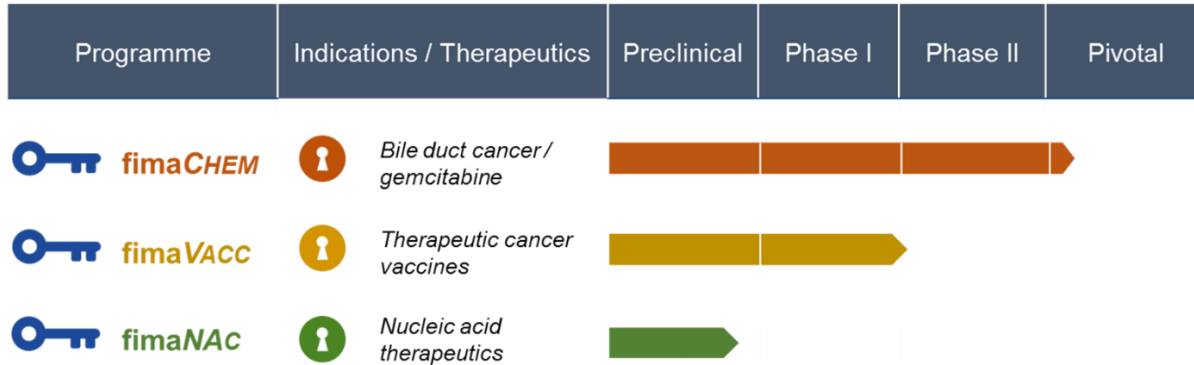 Programme
Indications / Therapeutics
Preclinical
Phase I
Phase II
Pivotal
fimaCHEM
Bile duct cancer /
gemcitabine
fimaVACC
Therapeutic cancer
vaccines
fimaNAC
Nucleic acid
therapeutics